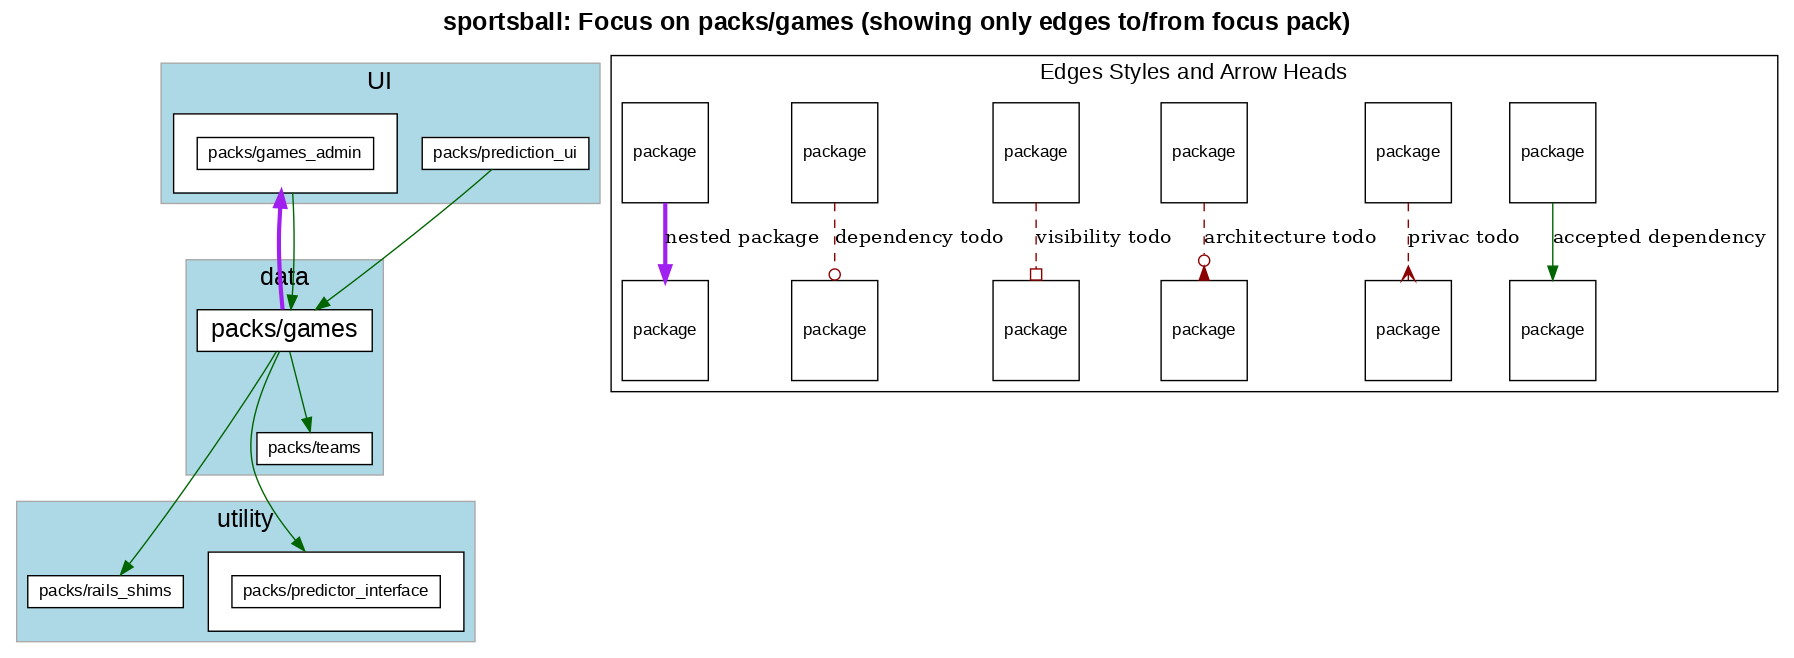 sportsball: Focus on packs/games (showing only edges to/from focus pack)
UI
packs/games_admin
packs/prediction_ui
data
packs/games
packs/teams
utility
packs/rails_shims
packs/predictor_interface
Edges Styles and Arrow Heads
package
package
package
package
package
package
nested package
dependency todo
visibility todo
architecture todo
privac todo
accepted dependency
package
package
package
package
package
package